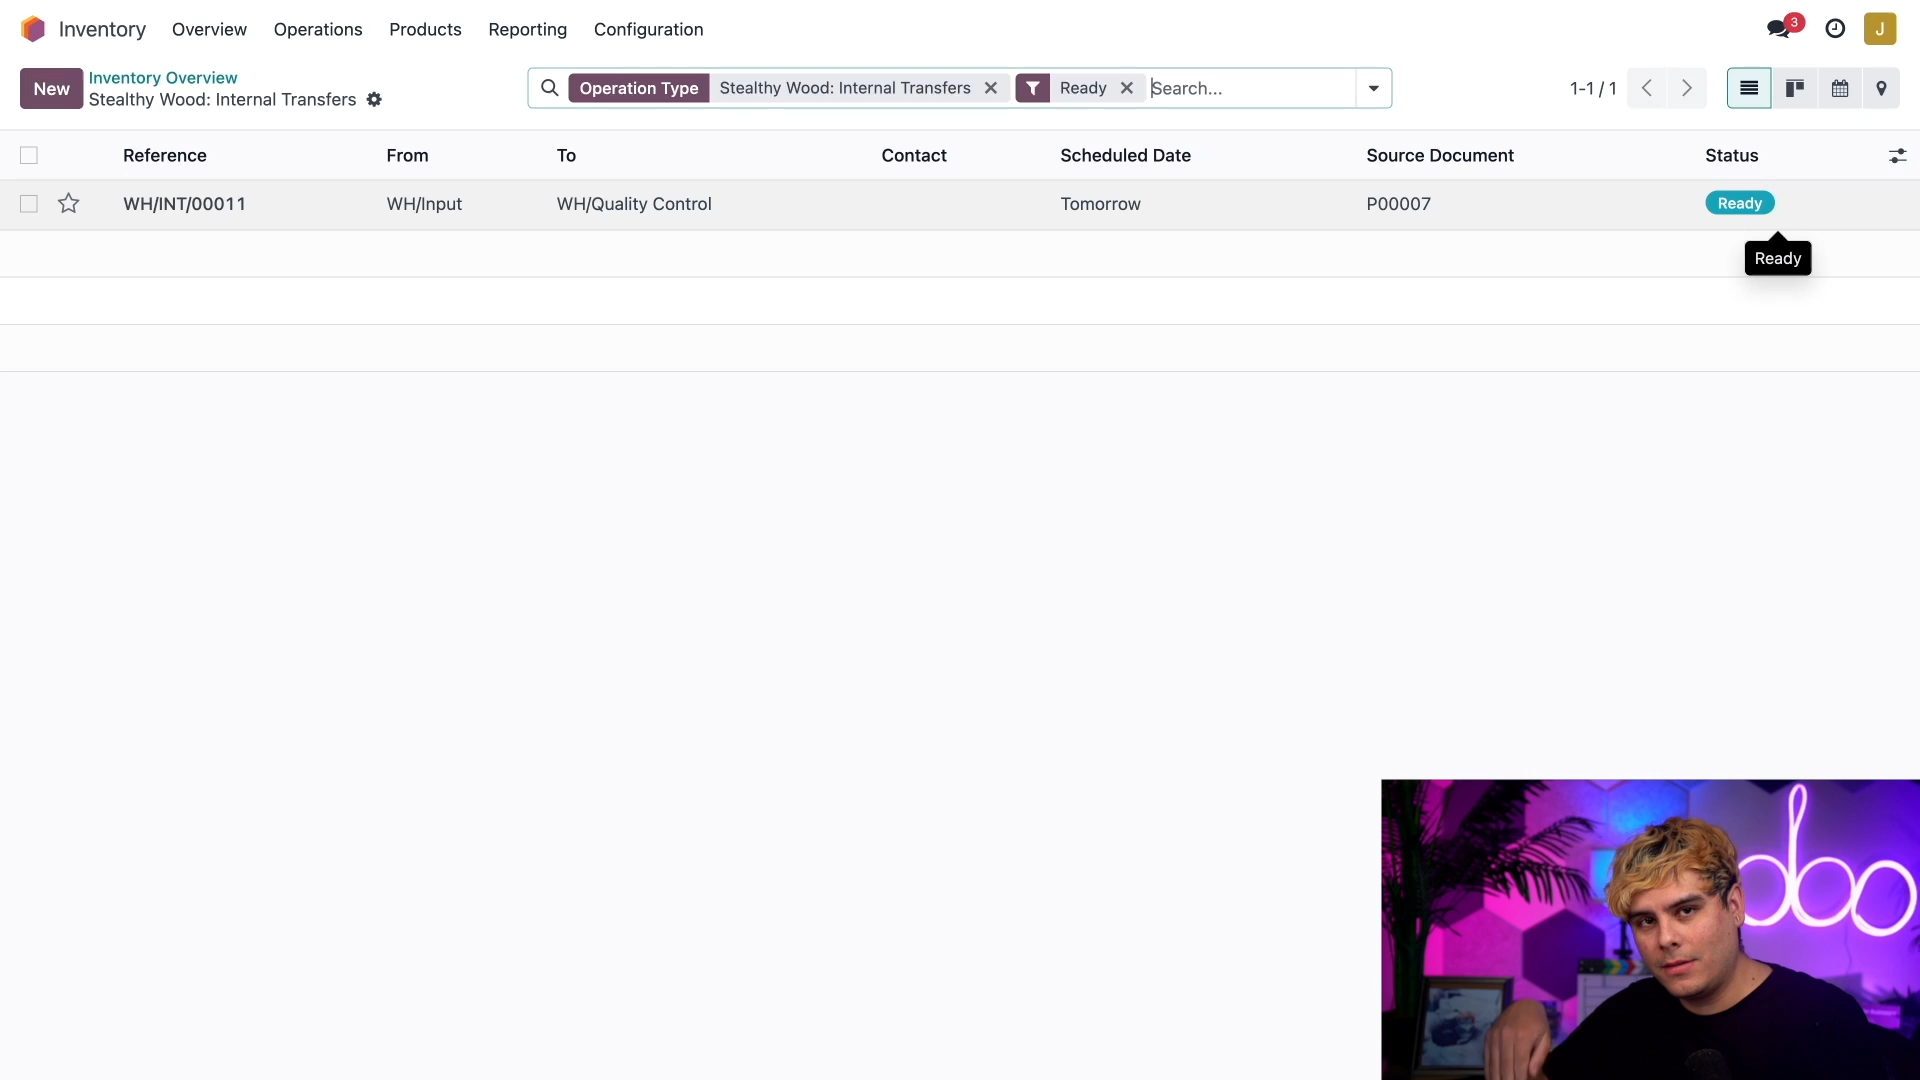 Inventory Overview Operations Products Reporting Configuration 3 J
New
Inventory Overview
Stealthy Wood: Internal Transfers
Operation Type Stealthy Wood: Internal Transfers Ready Search...
1-1 / 1
Reference From To Contact Scheduled Date Source Document Status
WH/INT/00011 WH/Input WH/Quality Control Tomorrow P00007 Ready
Ready